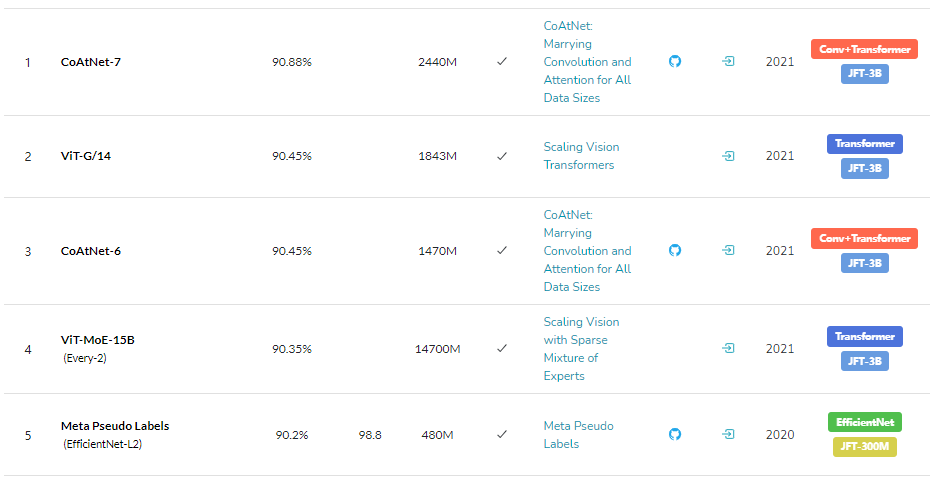 CoAtNet:
Marrying
1 CoAtNet-7 90.88% 2440M ✓ Convolution and 2021 Conv+Transformer
Attention for All JFT-3B
Data Sizes
2 ViT-G/14 90.45% 1843M ✓ Scaling Vision 2021 Transformer
Transformers JFT-3B
CoAtNet:
Marrying
3 CoAtNet-6 90.45% 1470M ✓ Convolution and 2021 Conv+Transformer
Attention for All JFT-3B
Data Sizes
Scaling Vision
4 ViT-MoE-15B 90.35% 14700M ✓ with Sparse 2021 Transformer
(Every-2) Mixture of JFT-3B
Experts
5 Meta Pseudo Labels 90.2% 98.8 480M ✓ Meta Pseudo 2020 EfficientNet
(EfficientNet-L2) Labels JFT-300M